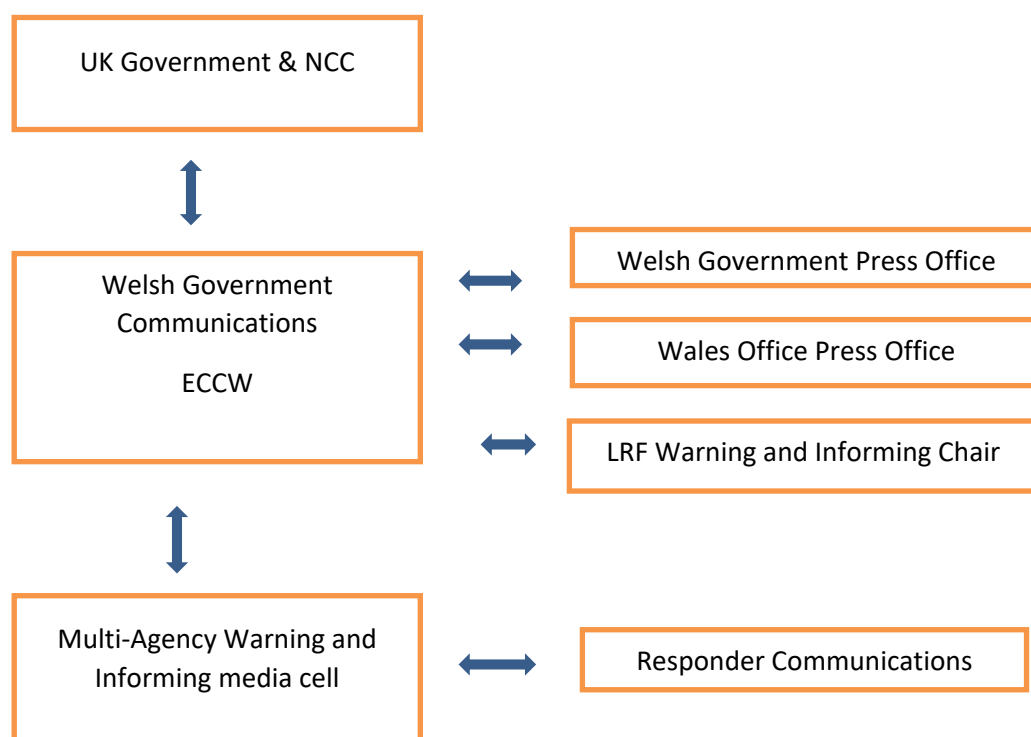 UK Government & NCC
Welsh Government
Communications
ECCW
Welsh Government Press Office
Wales Office Press Office
LRF Warning and Informing Chair
Multi-Agency Warning and
Informing media cell
Responder Communications